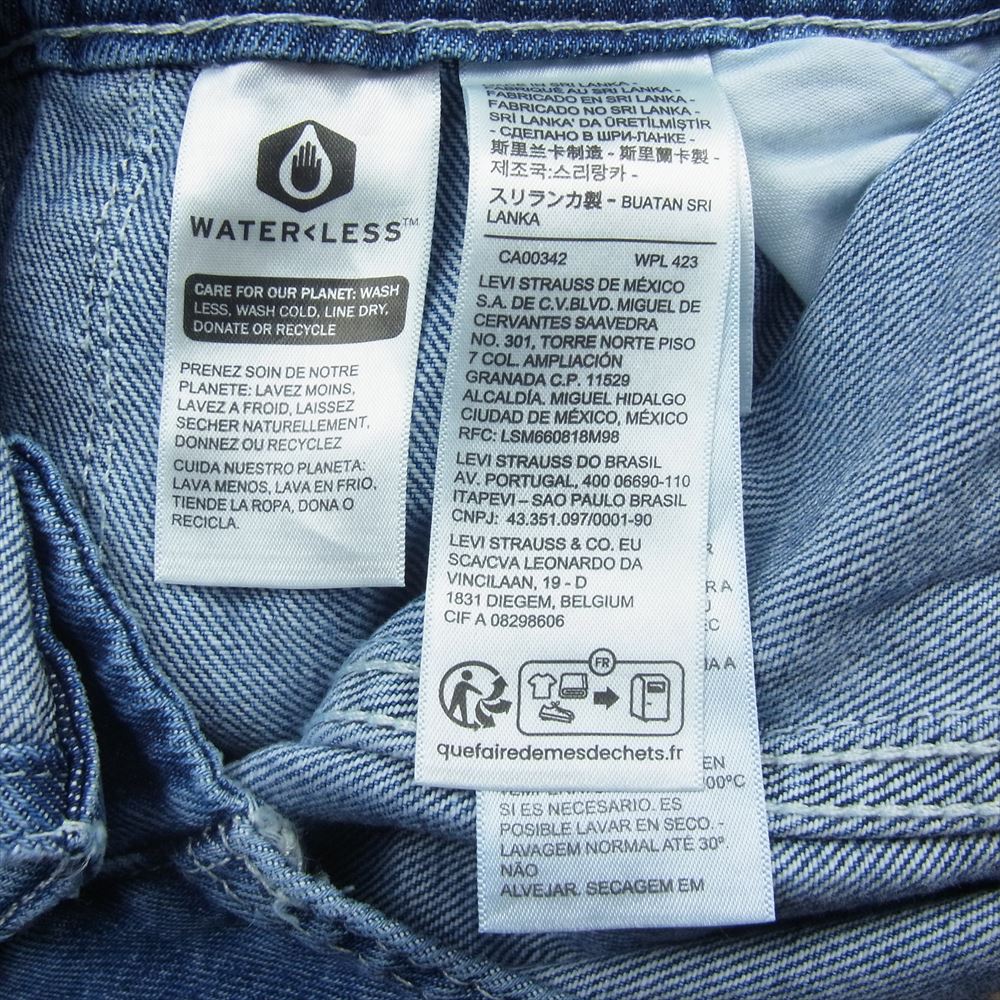 WATER<LESS™
CARE FOR OUR PLANET: WASH
LESS, WASH COLD, LINE DRY,
DONATE OR RECYCLE
PRENEZ SOIN DE NOTRE
PLANETE: LAVEZ MOINS,
LAVEZ A FROID, LAISSEZ
SECHER NATURELLEMENT,
DONNEZ OU RECYCLEZ
CUIDA NUESTRO PLANETA:
LAVA MENOS, LAVA EN FRIO,
TIENDE LA ROPA, DONA O
RECICLA.
SRI LANKA -
FABRIQUÉ AU SRI LANKA -
FABRICADO EN SRI LANKA -
FABRICADO NO SRI LANKA -
SRİ LANKA' DA ÜRETİLMİŞTİR
- СДЕЛАНО В ШРИ-ЛАНКЕ -
斯里兰卡制造 - 斯里蘭卡製 -
제조국:스리랑카 -
スリランカ製 - BUATAN SRI
LANKA
CA00342 WPL 423
LEVI STRAUSS DE MÉXICO
S.A. DE C.V.BLVD. MIGUEL DE
CERVANTES SAAVEDRA
NO. 301, TORRE NORTE PISO
7 COL. AMPLIACIÓN
GRANADA C.P. 11529
ALCALDÍA. MIGUEL HIDALGO
CIUDAD DE MÉXICO, MÉXICO
RFC: LSM660818M98
LEVI STRAUSS DO BRASIL
AV. PORTUGAL, 400 06690-110
ITAPEVI – SAO PAULO BRASIL
CNPJ: 43.351.097/0001-90
LEVI STRAUSS & CO. EU
SCA/CVA LEONARDO DA
VINCILAAN, 19 - D
1831 DIEGEM, BELGIUM
CIF A 08298606
FR
quefairedemesdechets.fr
R
RA
U
EC
NA A
EN
200°C
SI ES NECESARIO. ES
POSIBLE LAVAR EN SECO. -
LAVAGEM NORMAL ATÉ 30°
NÃO
ALVEJAR. SECAGEM EM